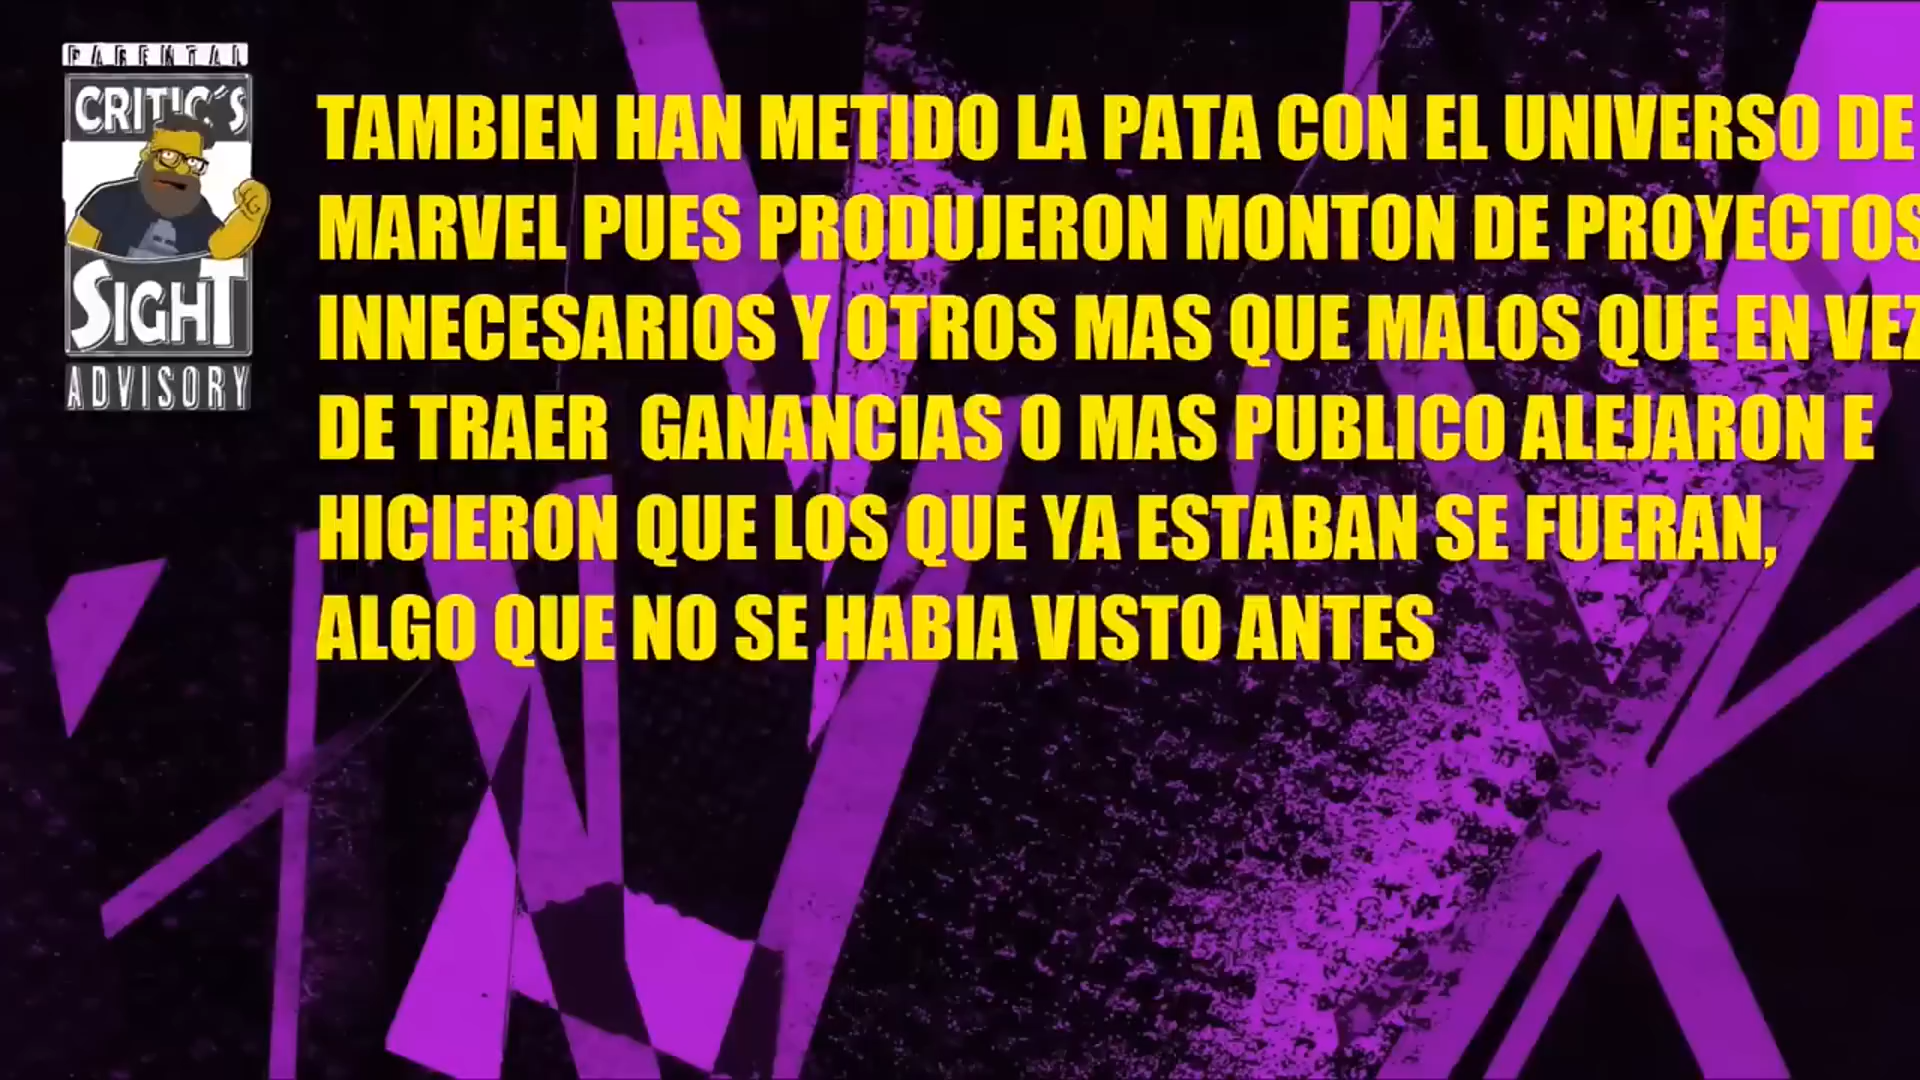 PARENTAL
CRITIC'S
SIGHT
ADVISORY
TAMBIEN HAN METIDO LA PATA CON EL UNIVERSO DE
MARVEL PUES PRODUJERON MONTON DE PROYECTOS
INNECESARIOS Y OTROS MAS QUE MALOS QUE EN VEZ
DE TRAER GANANCIAS O MAS PUBLICO ALEJARON E
HICIERON QUE LOS QUE YA ESTABAN SE FUERAN,
ALGO QUE NO SE HABIA VISTO ANTES